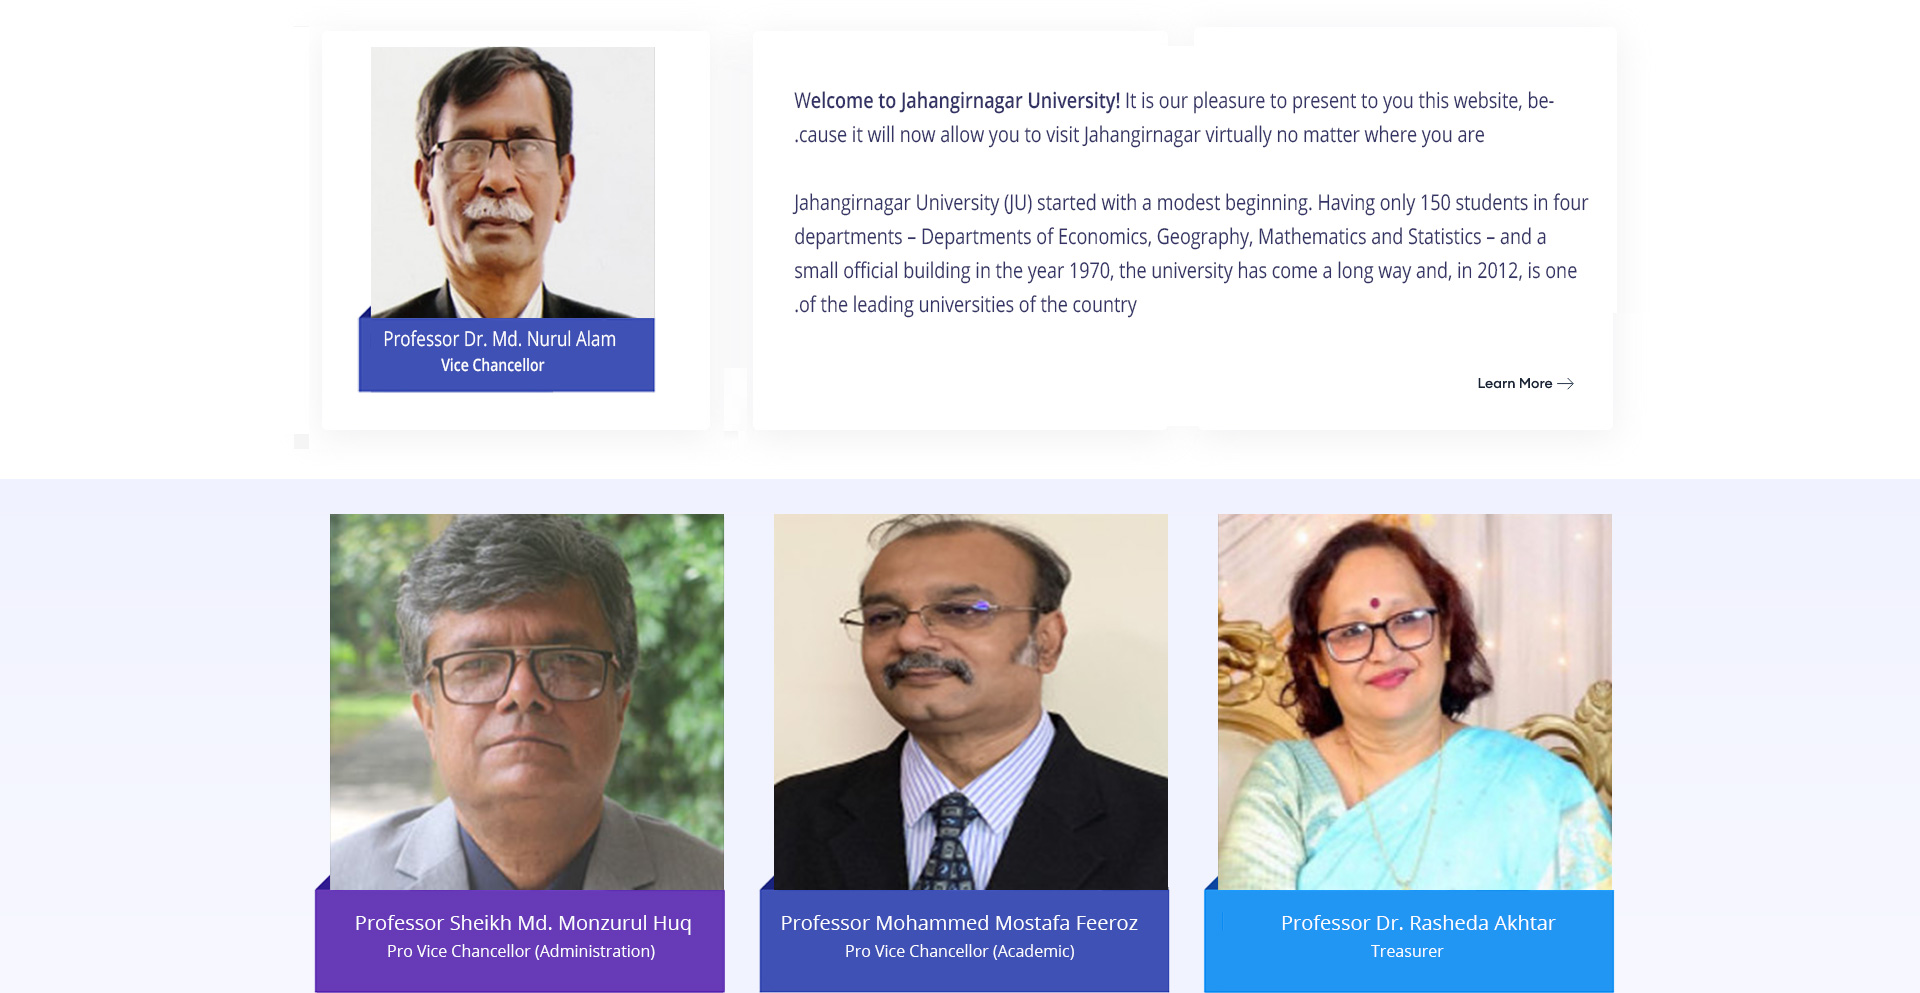 Professor Dr. Md. Nurul Alam
Vice Chancellor
Welcome to Jahangirnagar University! It is our pleasure to present to you this website, be-
.cause it will now allow you to visit Jahangirnagar virtually no matter where you are
Jahangirnagar University (JU) started with a modest beginning. Having only 150 students in four
departments – Departments of Economics, Geography, Mathematics and Statistics – and a
small official building in the year 1970, the university has come a long way and, in 2012, is one
.of the leading universities of the country
Learn More →
Professor Sheikh Md. Monzurul Huq
Pro Vice Chancellor (Administration)
Professor Mohammed Mostafa Feeroz
Pro Vice Chancellor (Academic)
Professor Dr. Rasheda Akhtar
Treasurer